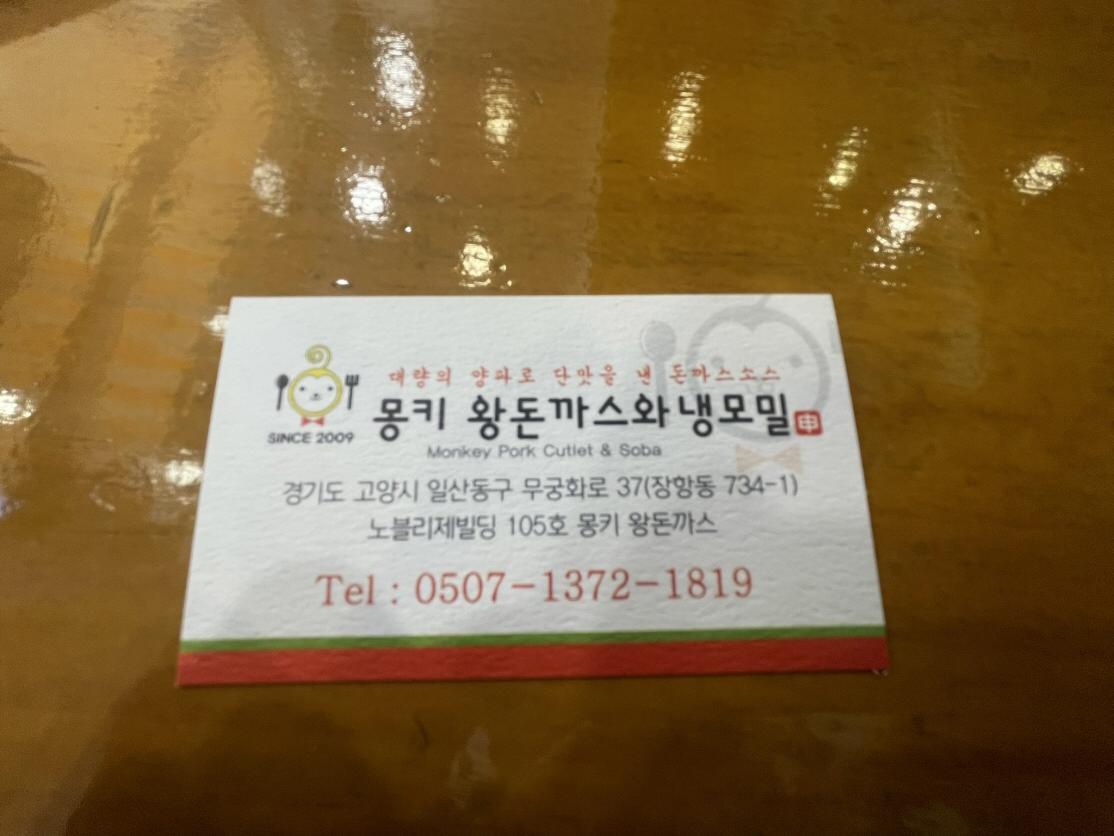 대량의 양파로 단맛을 낸 돈까스소스
몽키 왕돈까스와냉모밀 申
Monkey Pork Cutlet & Soba
SINCE 2009
경기도 고양시 일산동구 무궁화로 37(장항동 734-1)
노블리제빌딩 105호 몽키 왕돈까스
Tel : 0507-1372-1819